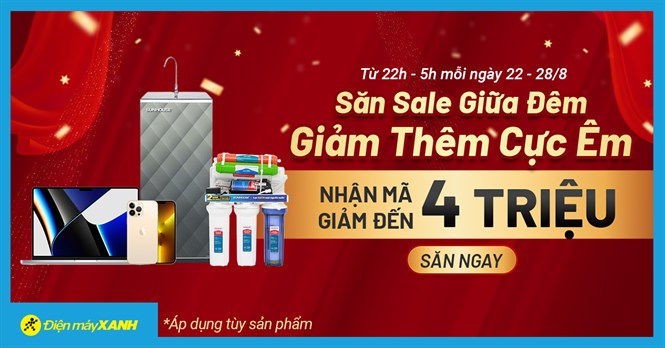 Từ 22h - 5h mỗi ngày 22 - 28/8
Săn Sale Giữa Đêm
Giảm Thêm Cực Êm
NHẬN MÃ
GIẢM ĐẾN
4 TRIỆU
SĂN NGAY
SUNHOUSE
Điện máy XANH
*Áp dụng tùy sản phẩm